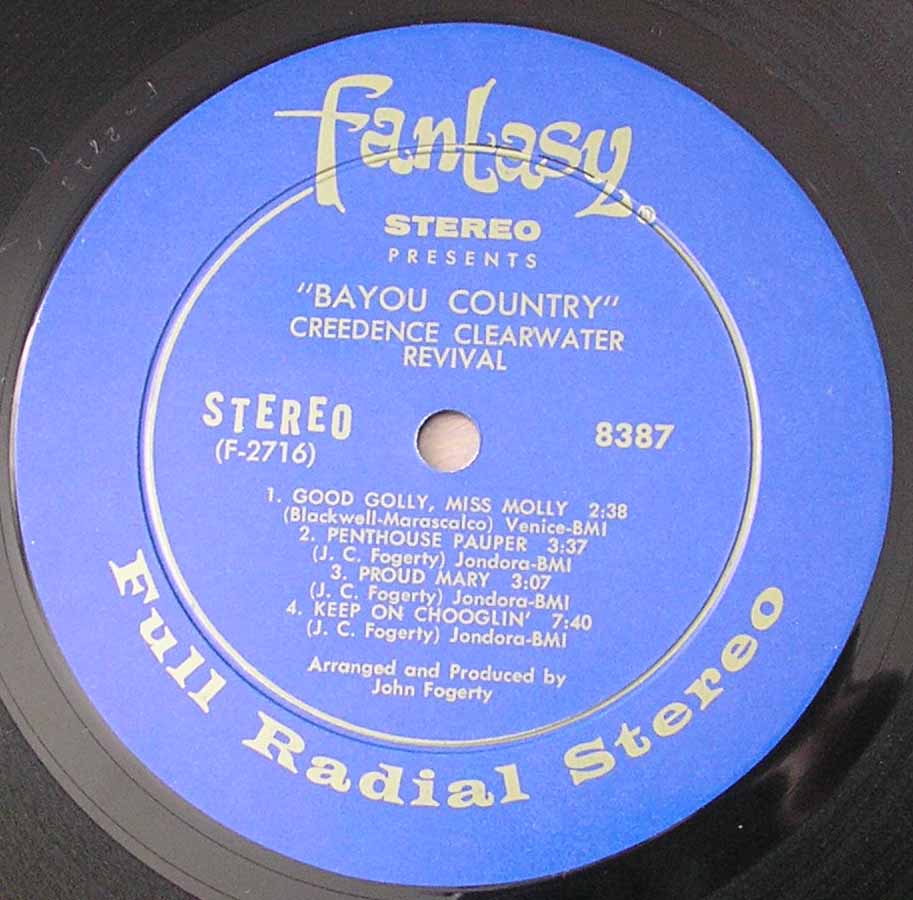 fantasy®
STEREO
PRESENTS
"BAYOU COUNTRY"
CREEDENCE CLEARWATER
REVIVAL
STEREO
(F-2716)
8387
1. GOOD GOLLY, MISS MOLLY 2:38
(Blackwell-Marascalco) Venice-BMI
2. PENTHOUSE PAUPER 3:37
(J. C. Fogerty) Jondora-BMI
3. PROUD MARY 3:07
(J. C. Fogerty) Jondora-BMI
4. KEEP ON CHOOGLIN' 7:40
(J. C. Fogerty) Jondora-BMI
Arranged and Produced by
John Fogerty
Full Radial Stereo